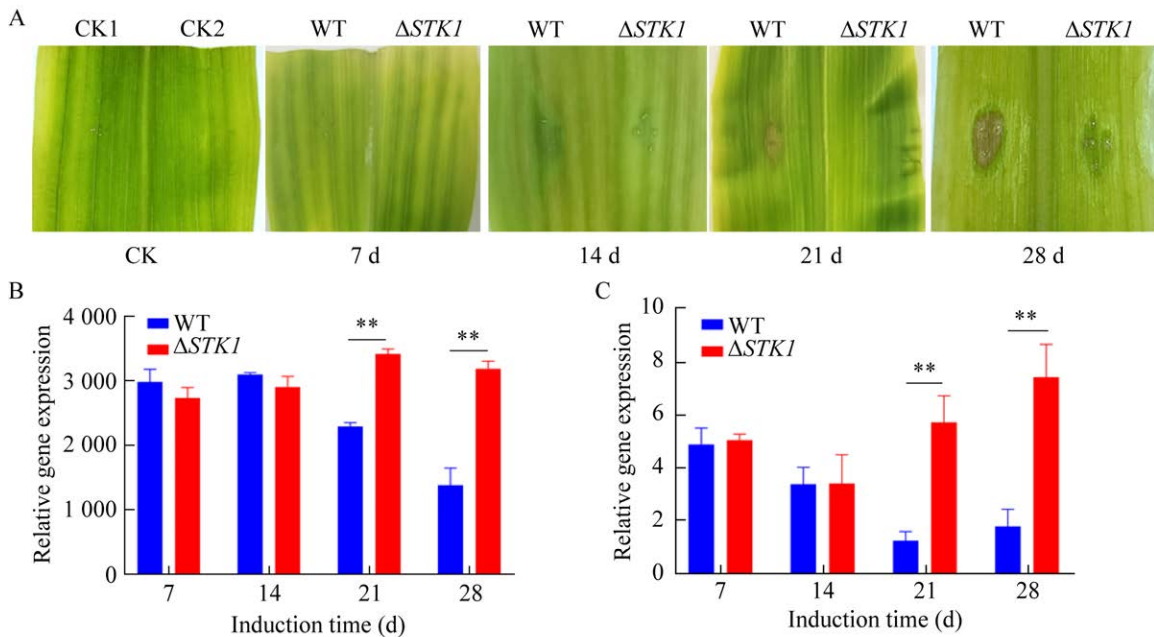 A
CK1 CK2 WT ΔSTK1 WT ΔSTK1 WT ΔSTK1 WT ΔSTK1
CK 7 d 14 d 21 d 28 d
B
Relative gene expression
4 000
3 000
2 000
1 000
0
WT
ΔSTK1
**
**
7 14 21 28
Induction time (d)
C
Relative gene expression
10
8
6
4
2
0
WT
ΔSTK1
**
**
7 14 21 28
Induction time (d)